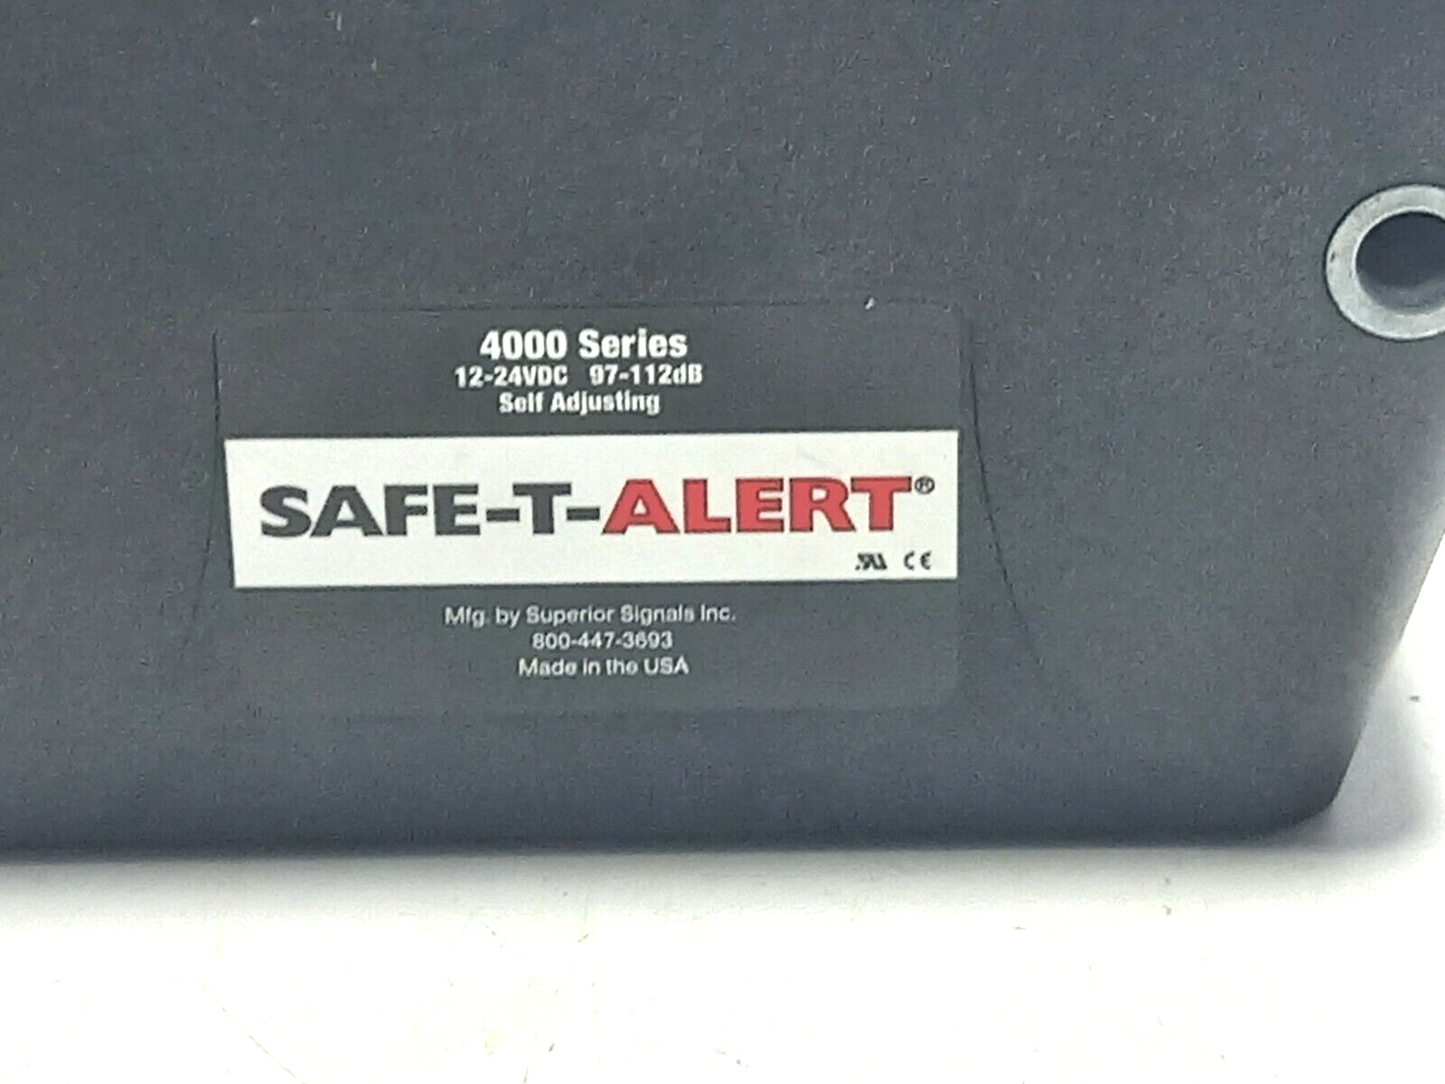 4000 Series
12-24VDC 97-112dB
Self Adjusting
SAFE-T-ALERT®
CE
Mfg. by Superior Signals Inc.
800-447-3693
Made in the USA